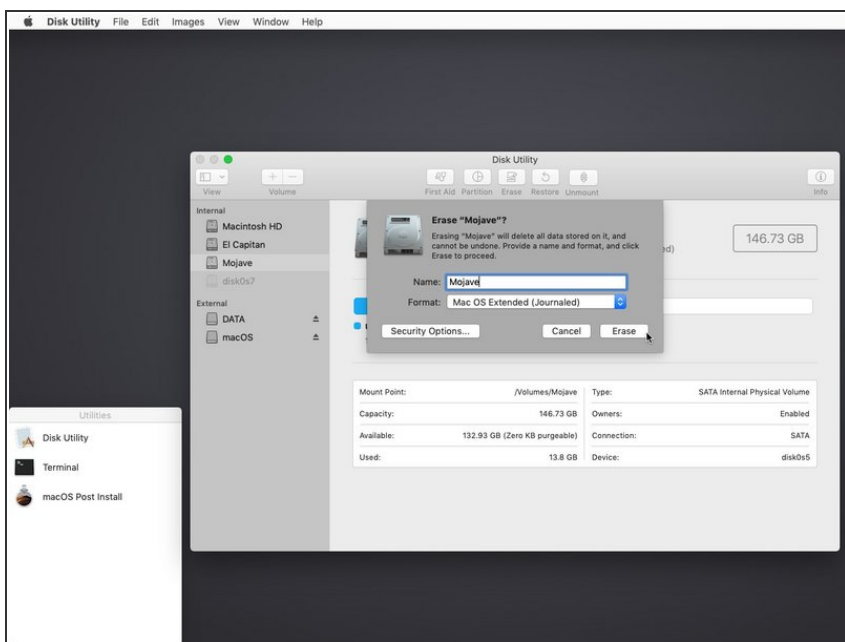 Disk Utility File Edit Images View Window Help
Disk Utility
View Volume First Aid Partition Erase Restore Unmount Info
Internal
Macintosh HD
El Capitan
Mojave
disk0s7
External
DATA
macOS
Erase "Mojave"?
Erasing "Mojave" will delete all data stored on it, and
cannot be undone. Provide a name and format, and click
Erase to proceed.
Name: Mojave
Format: Mac OS Extended (Journaled)
Security Options... Cancel Erase
146.73 GB
Mount Point: /Volumes/Mojave Type: SATA Internal Physical Volume
Capacity: 146.73 GB Owners: Enabled
Available: 132.93 GB (Zero KB purgeable) Connection: SATA
Used: 13.8 GB Device: disk0s5
Utilities
Disk Utility
Terminal
macOS Post Install